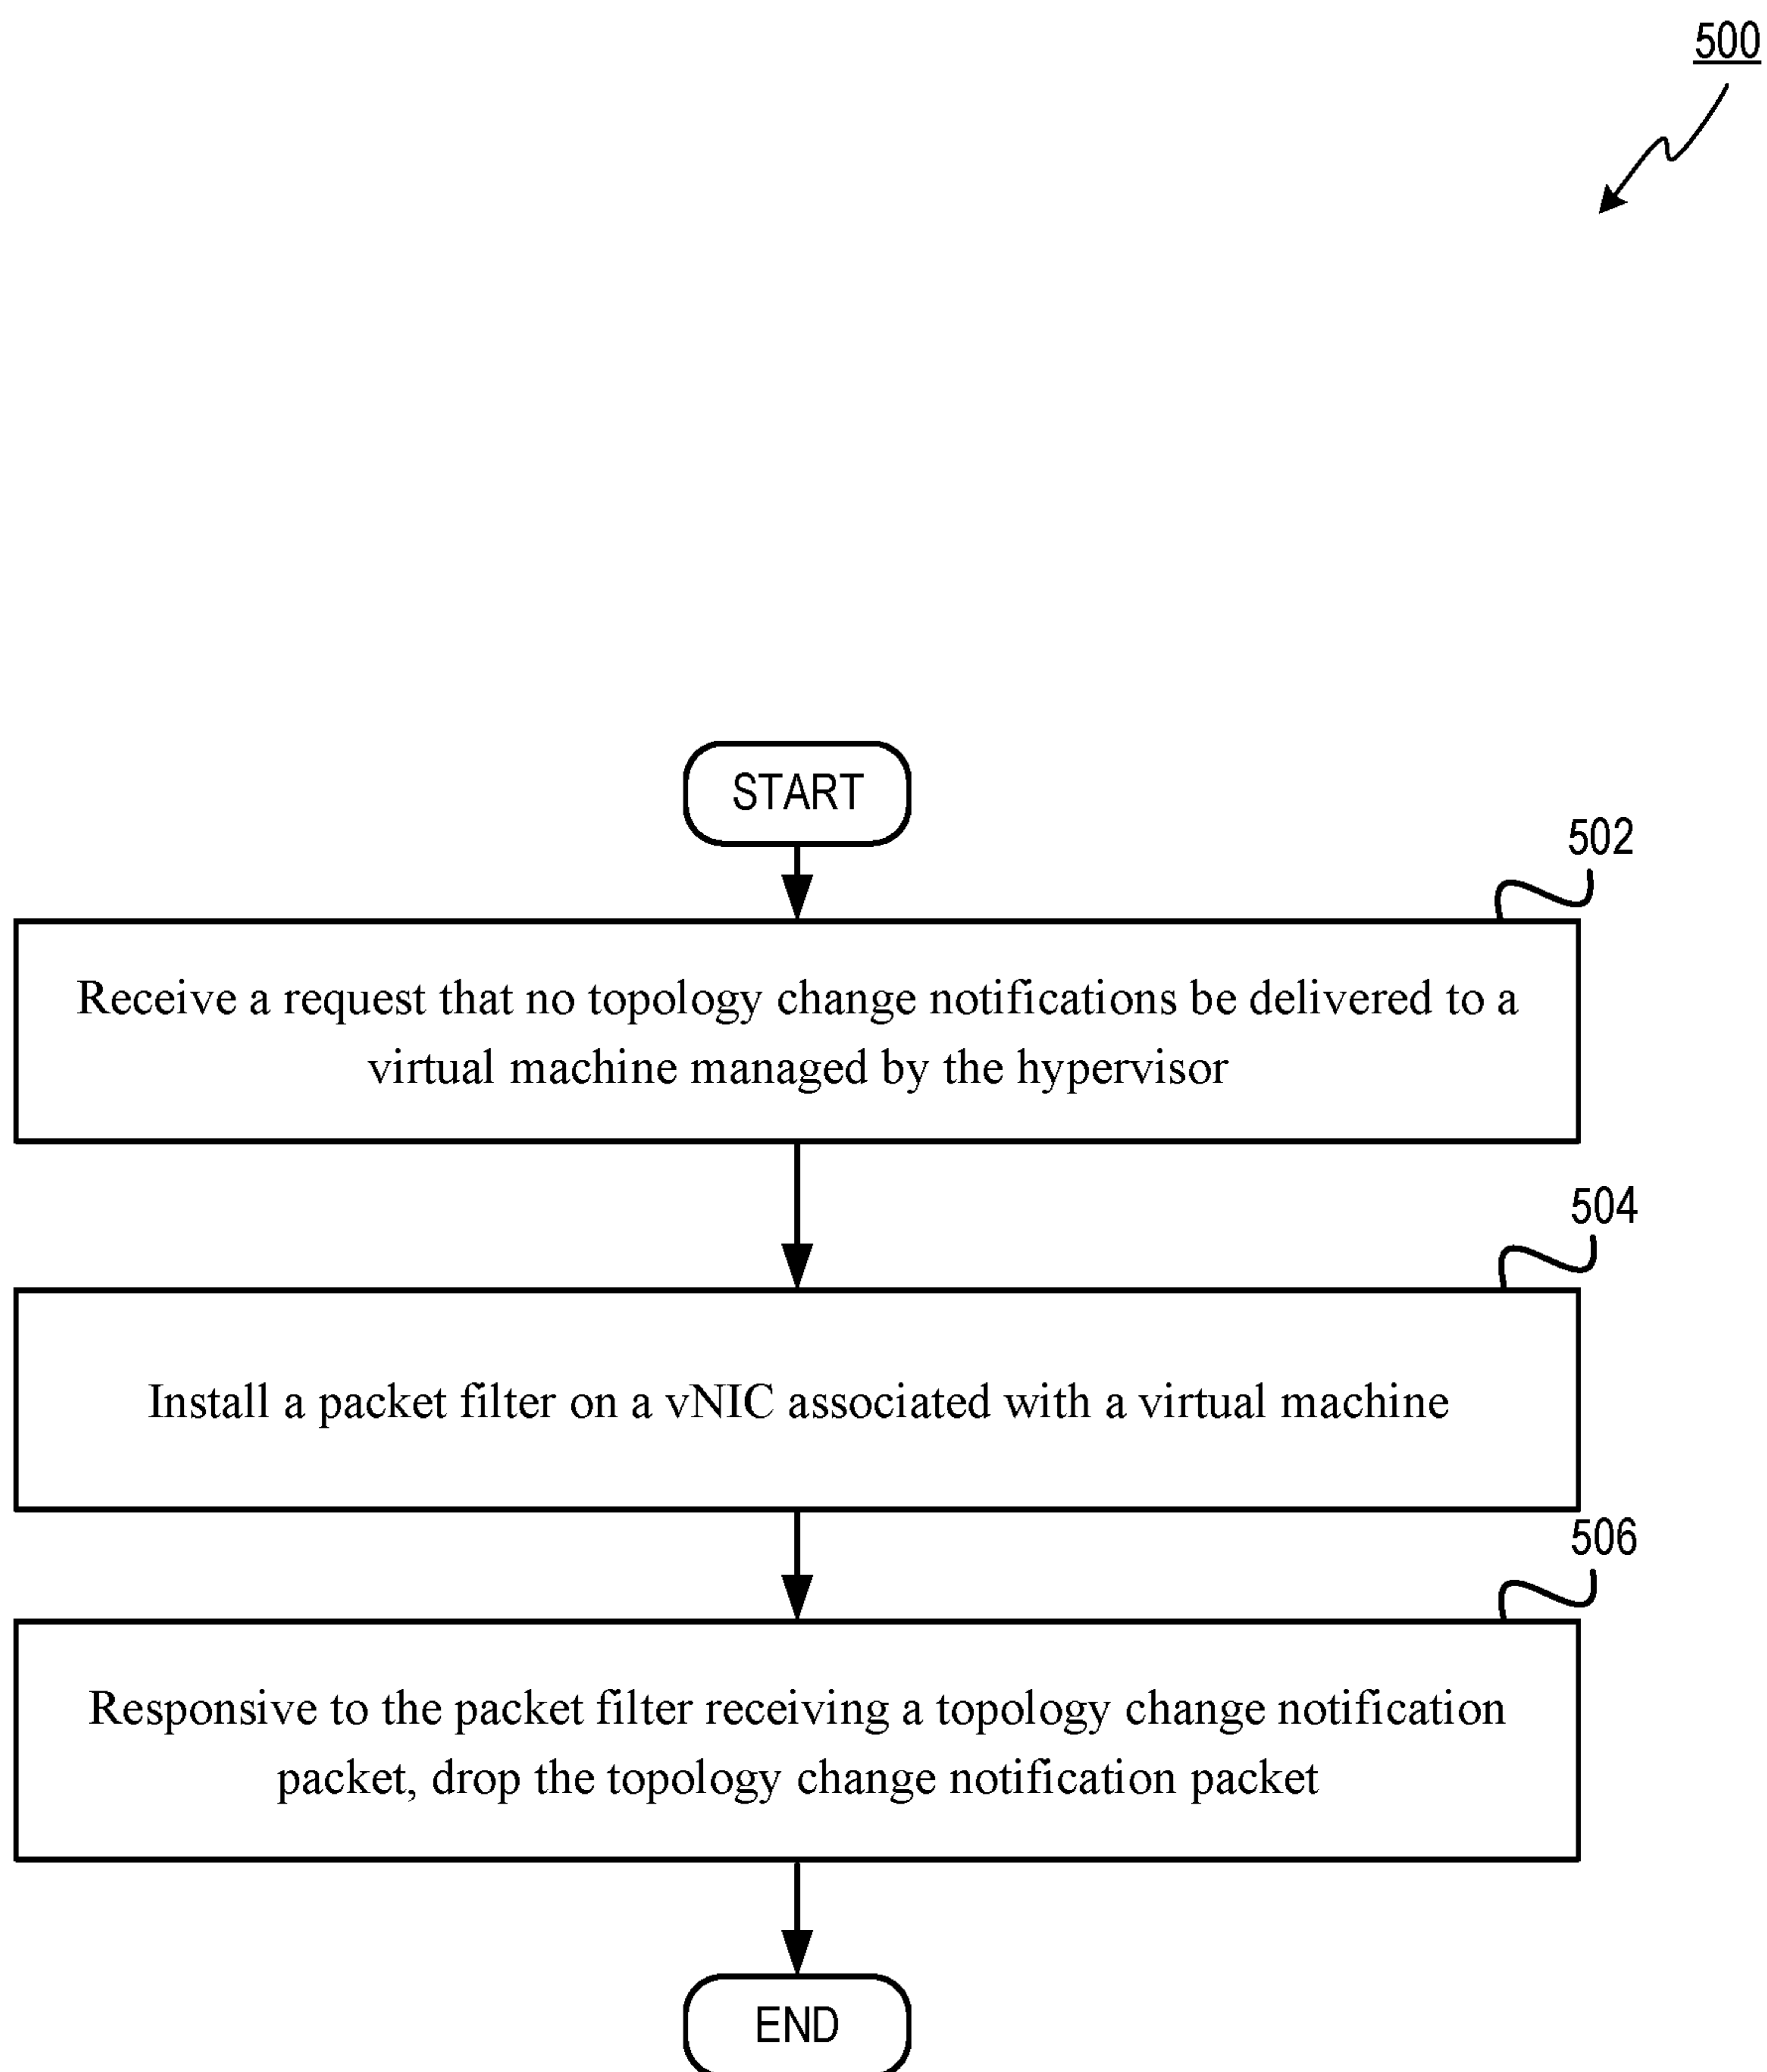 500
START
502
Receive a request that no topology change notifications be delivered to a
virtual machine managed by the hypervisor
504
Install a packet filter on a vNIC associated with a virtual machine
506
Responsive to the packet filter receiving a topology change notification
packet, drop the topology change notification packet
END